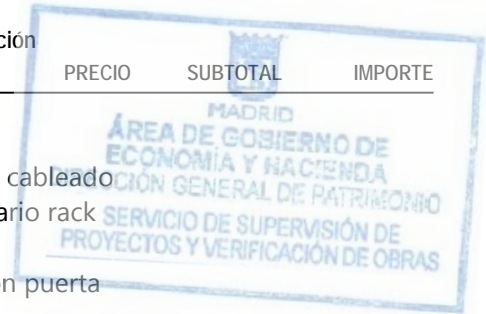 ción
PRECIO SUBTOTAL IMPORTE
MADRID
ÁREA DE GOBIERNO DE
ECONOMÍA Y HACIENDA
cableado
DIRECCIÓN GENERAL DE PATRIMONIO
ario rack
SERVICIO DE SUPERVISIÓN DE
PROYECTOS Y VERIFICACIÓN DE OBRAS
n puerta